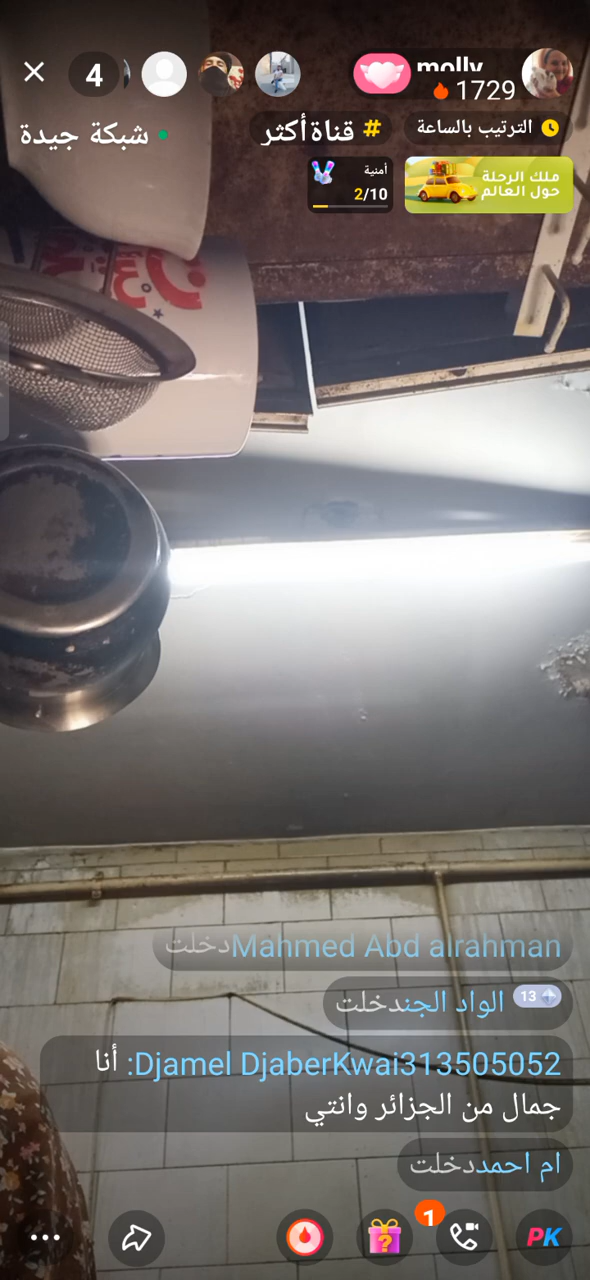 molly
1729
4
الترتيب بالساعة
# قناة أكثر
شبكة جيدة
ملك الرحلة
حول العالم
أمنية
2/10
Mahmed Abd alrahmanدخلت
13 الواد الجندخلت
Djamel DjaberKwai313505052: أنا
جمال من الجزائر وانتي
ام احمددخلت
1
PK